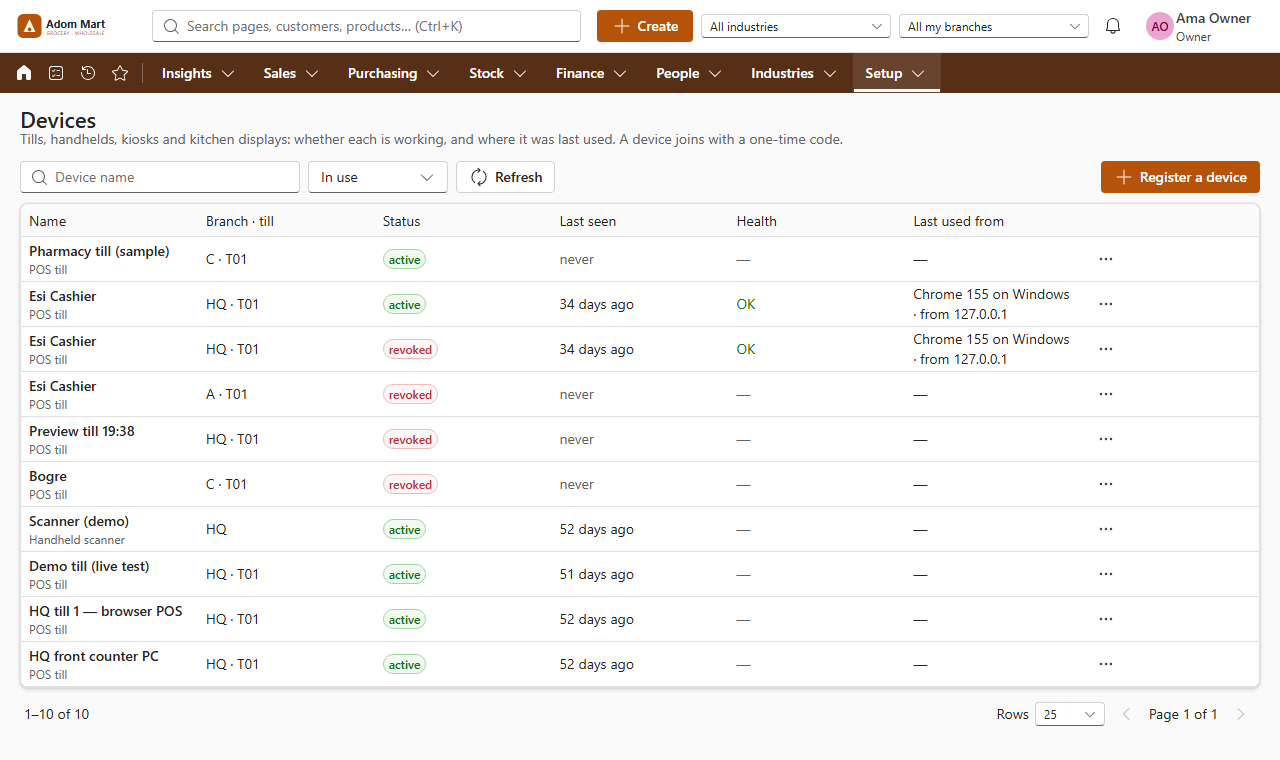 Adom Mart
GROCERY · WHOLESALE
Search pages, customers, products... (Ctrl+K)
Create
All industries
All my branches
AO
Ama Owner
Owner
Insights
Sales
Purchasing
Stock
Finance
People
Industries
Setup
Devices
Tills, handhelds, kiosks and kitchen displays: whether each is working, and where it was last used. A device joins with a one-time code.
Device name
In use
Refresh
Register a device
Name Branch · till Status Last seen Health Last used from
Pharmacy till (sample)
POS till
C · T01 active never — —
Esi Cashier
POS till
HQ · T01 active 34 days ago OK
Chrome 155 on Windows
· from 127.0.0.1
Esi Cashier
POS till
HQ · T01 revoked 34 days ago OK
Chrome 155 on Windows
· from 127.0.0.1
Esi Cashier
POS till
A · T01 revoked never — —
Preview till 19:38
POS till
HQ · T01 revoked never — —
Bogre
POS till
C · T01 revoked never — —
Scanner (demo)
Handheld scanner
HQ active 52 days ago — —
Demo till (live test)
POS till
HQ · T01 active 51 days ago — —
HQ till 1 — browser POS
POS till
HQ · T01 active 52 days ago — —
HQ front counter PC
POS till
HQ · T01 active 52 days ago — —
1–10 of 10
Rows 25
Page 1 of 1